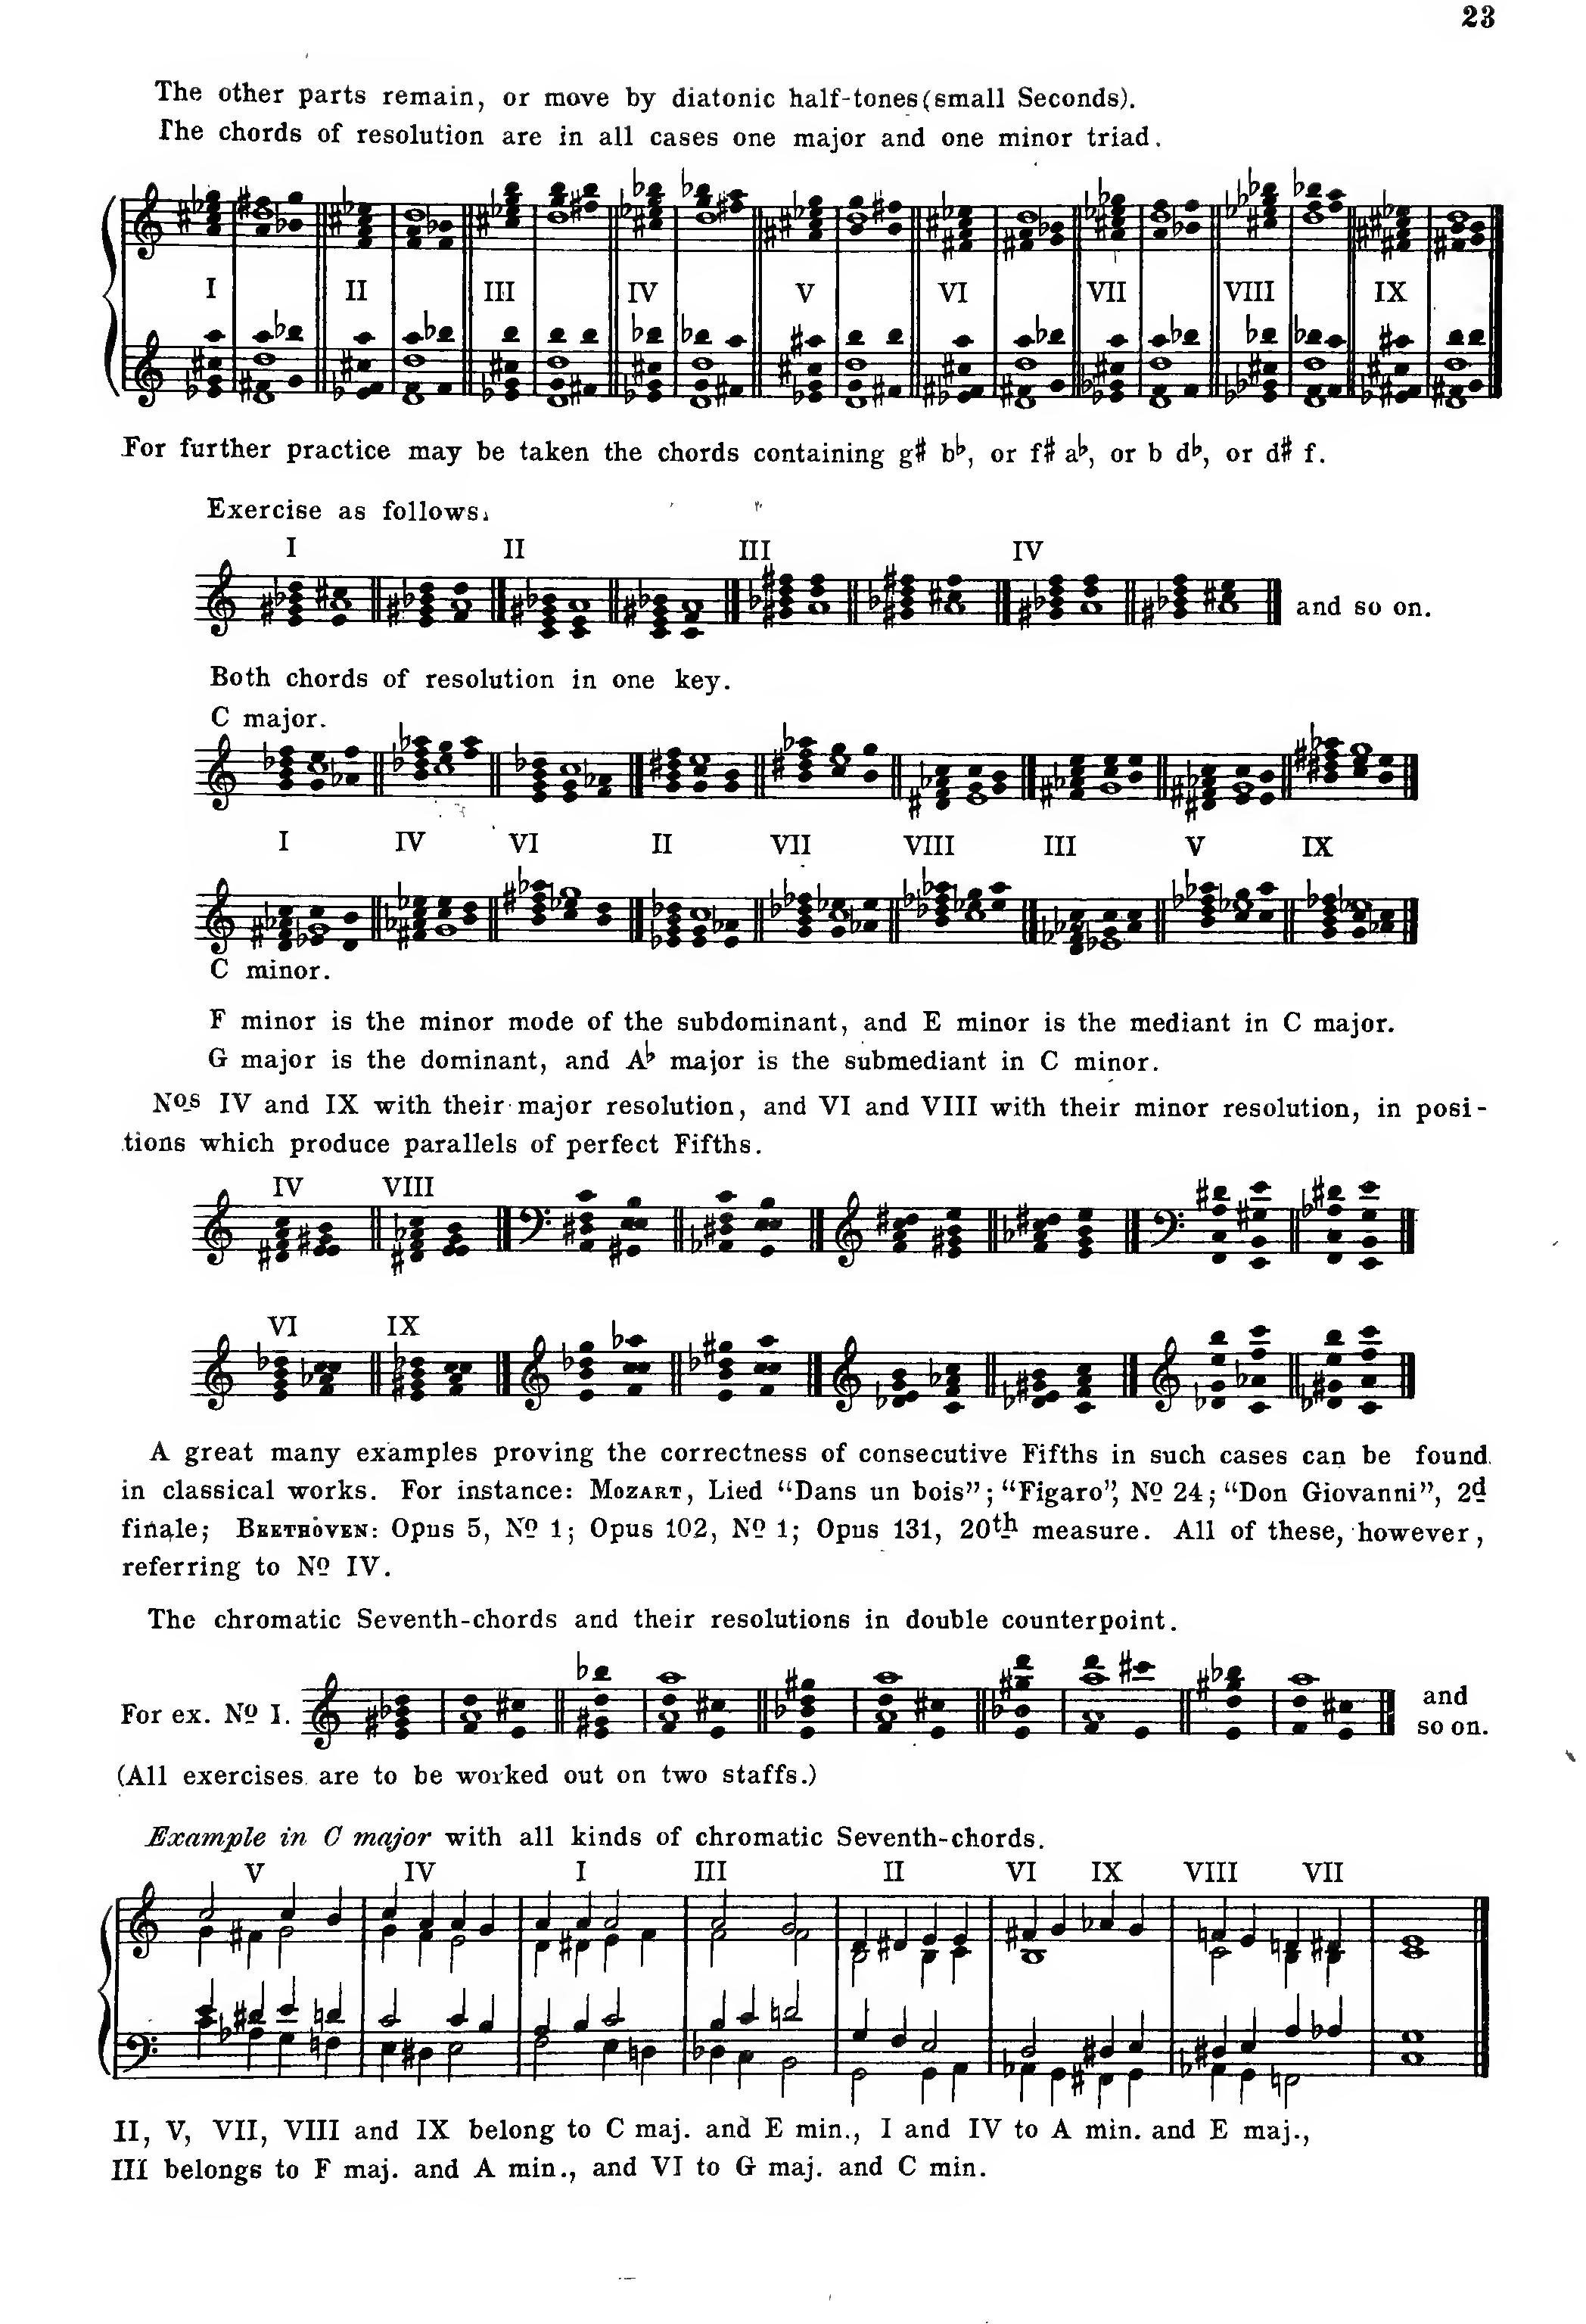 23
The other parts remain, or move by diatonic half-tones (small Seconds).
The chords of resolution are in all cases one major and one minor triad.
I II III IV V VI VII VIII IX
For further practice may be taken the chords containing g♯ b♭, or f♯ a♭, or b d♭, or d♯ f.
Exercise as follows.
I II III IV
and so on.
Both chords of resolution in one key.
C major.
I IV VI II VII VIII III V IX
C minor.
F minor is the minor mode of the subdominant, and E minor is the mediant in C major.
G major is the dominant, and A♭ major is the submediant in C minor.
Nos IV and IX with their major resolution, and VI and VIII with their minor resolution, in posi-
tions which produce parallels of perfect Fifths.
IV VIII
VI IX
A great many examples proving the correctness of consecutive Fifths in such cases can be found
in classical works. For instance: MOZART, Lied “Dans un bois”; “Figaro”, No 24; “Don Giovanni”, 2d
finale; BEETHOVEN: Opus 5, No 1; Opus 102, No 1; Opus 131, 20th measure. All of these, however,
referring to No IV.
The chromatic Seventh-chords and their resolutions in double counterpoint.
For ex. No I.
and
so on.
(All exercises are to be worked out on two staffs.)
Example in C major with all kinds of chromatic Seventh-chords.
V IV I III II VI IX VIII VII
II, V, VII, VIII and IX belong to C maj. and E min., I and IV to A min. and E maj.,
III belongs to F maj. and A min., and VI to G maj. and C min.